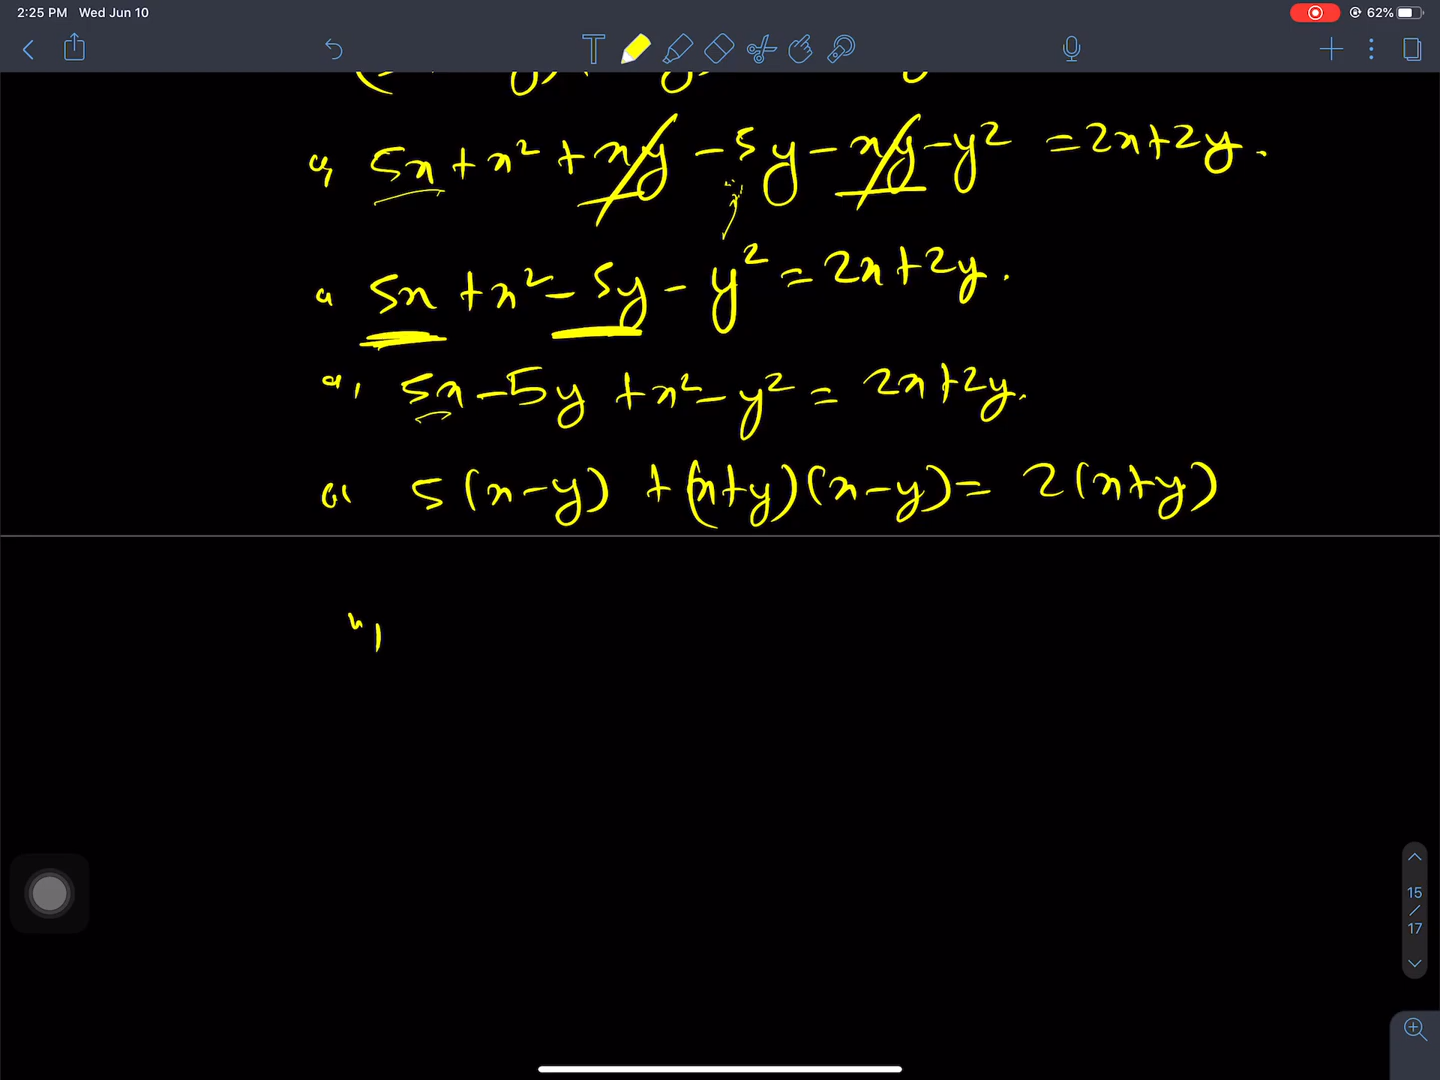 2:25 PM Wed Jun 10 62%
5x + x² + xy - 5y - xy - y² = 2x + 2y.
5x + x² - 5y - y² = 2x + 2y.
5x - 5y + x² - y² = 2x + 2y.
5(x-y) + (x+y)(x-y) = 2(x+y)
15
/
17